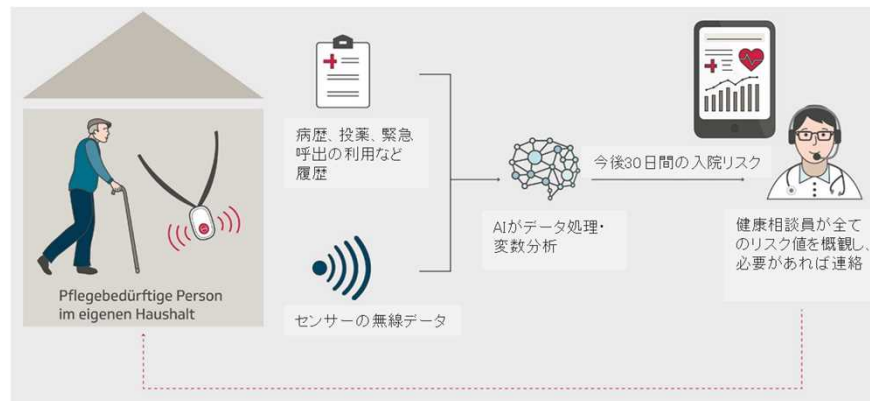 病歴、投薬、緊急
呼出の利用など
履歴
今後30日間の入院リスク
AIがデータ処理・
変数分析
健康相談員が全て
のリスク値を概観し、
必要があれば連絡
Pflegebedürftige Person
im eigenen Haushalt
センサーの無線データ